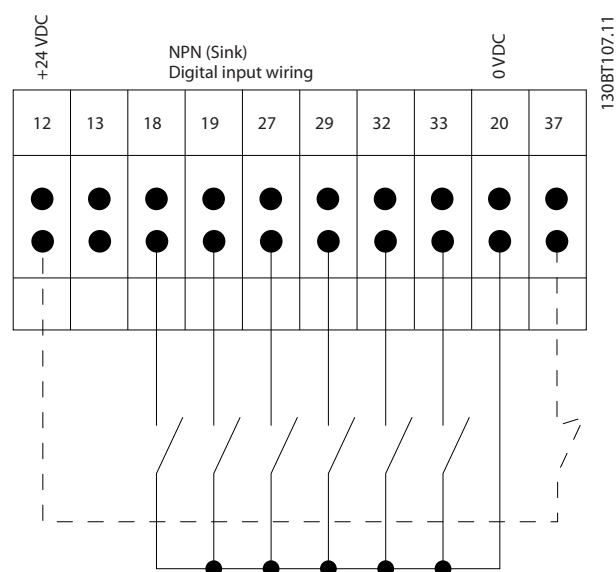 +24 VDC
NPN (Sink)
Digital input wiring
0 VDC
130BT107.11
12 13 18 19 27 29 32 33 20 37